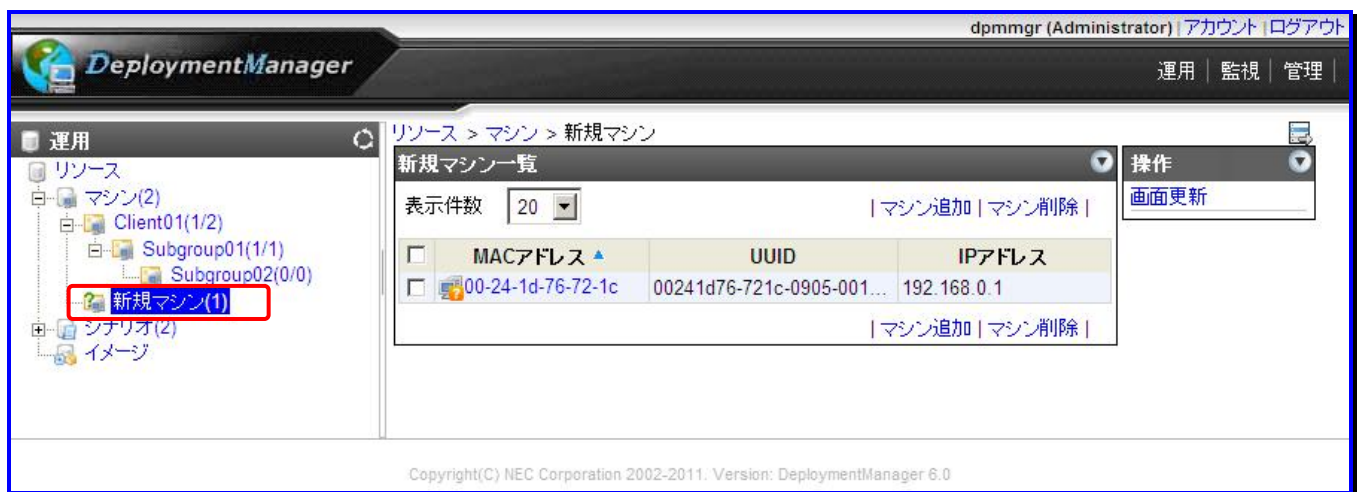 dpmmgr (Administrator) | アカウント | ログアウト
DeploymentManager
運用 | 監視 | 管理 |
運用
リソース
マシン(2)
Client01(1/2)
Subgroup01(1/1)
Subgroup02(0/0)
新規マシン(1)
シナリオ(2)
イメージ
リソース > マシン > 新規マシン
新規マシン一覧
表示件数 20 | マシン追加 | マシン削除 |
MACアドレス UUID IPアドレス
00-24-1d-76-72-1c 00241d76-721c-0905-001... 192.168.0.1
| マシン追加 | マシン削除 |
操作
画面更新
Copyright(C) NEC Corporation 2002-2011. Version: DeploymentManager 6.0